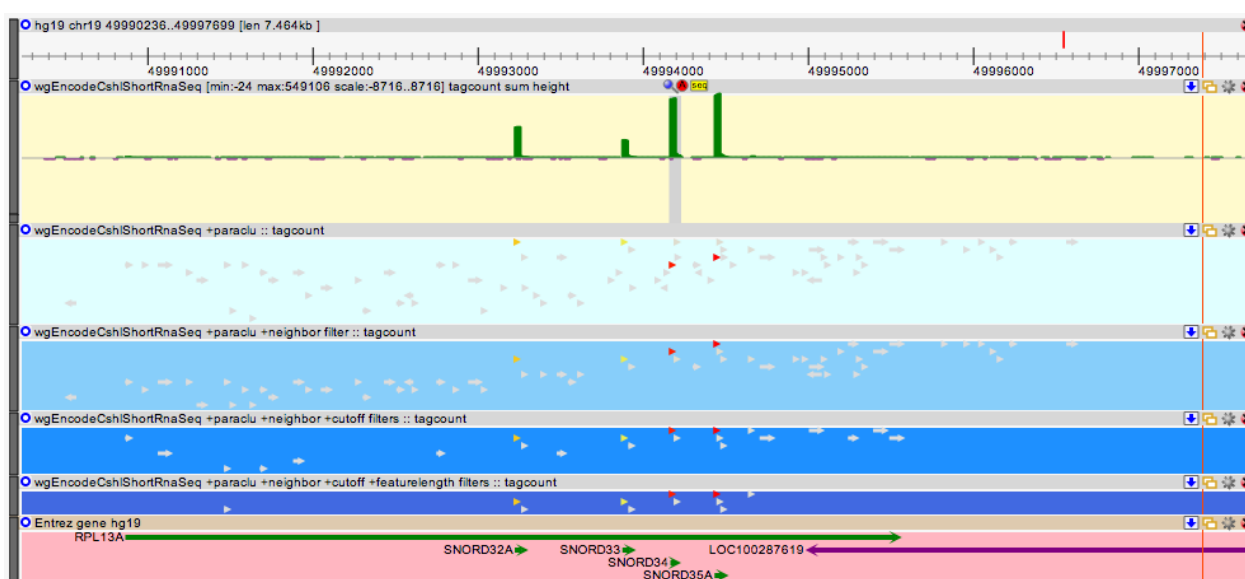 hg19 chr19 49990236..49997699 [len 7.464kb ]
49991000 49992000 49993000 49994000 49995000 49996000 49997000
wgEncodeCshlShortRnaSeq [min:-24 max:549106 scale:-8716..8716] tagcount sum height
A seq
wgEncodeCshlShortRnaSeq +paraclu :: tagcount
wgEncodeCshlShortRnaSeq +paraclu +neighbor filter :: tagcount
wgEncodeCshlShortRnaSeq +paraclu +neighbor +cutoff filters :: tagcount
wgEncodeCshlShortRnaSeq +paraclu +neighbor +cutoff +featurelength filters :: tagcount
Entrez gene hg19
RPL13A
SNORD32A SNORD33 LOC100287619
SNORD34
SNORD35A